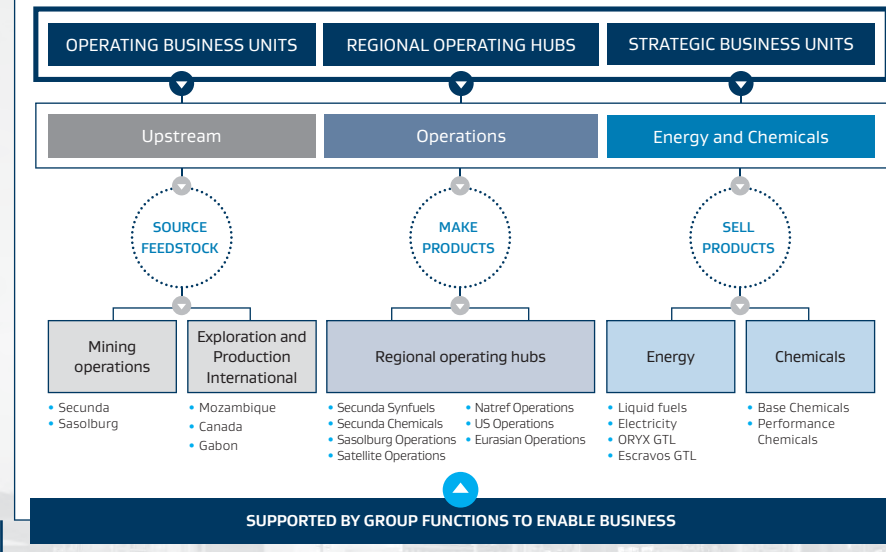 OPERATING BUSINESS UNITS
REGIONAL OPERATING HUBS
STRATEGIC BUSINESS UNITS
Upstream
Operations
Energy and Chemicals
SOURCE
FEEDSTOCK
MAKE
PRODUCTS
SELL
PRODUCTS
Mining
operations
Exploration and
Production
International
Regional operating hubs
Energy
Chemicals
• Secunda
• Sasolburg
• Mozambique
• Canada
• Gabon
• Secunda Synfuels
• Secunda Chemicals
• Sasolburg Operations
• Satellite Operations
• Natref Operations
• US Operations
• Eurasian Operations
• Liquid fuels
• Electricity
• ORYX GTL
• Escravos GTL
• Base Chemicals
• Performance
Chemicals
SUPPORTED BY GROUP FUNCTIONS TO ENABLE BUSINESS